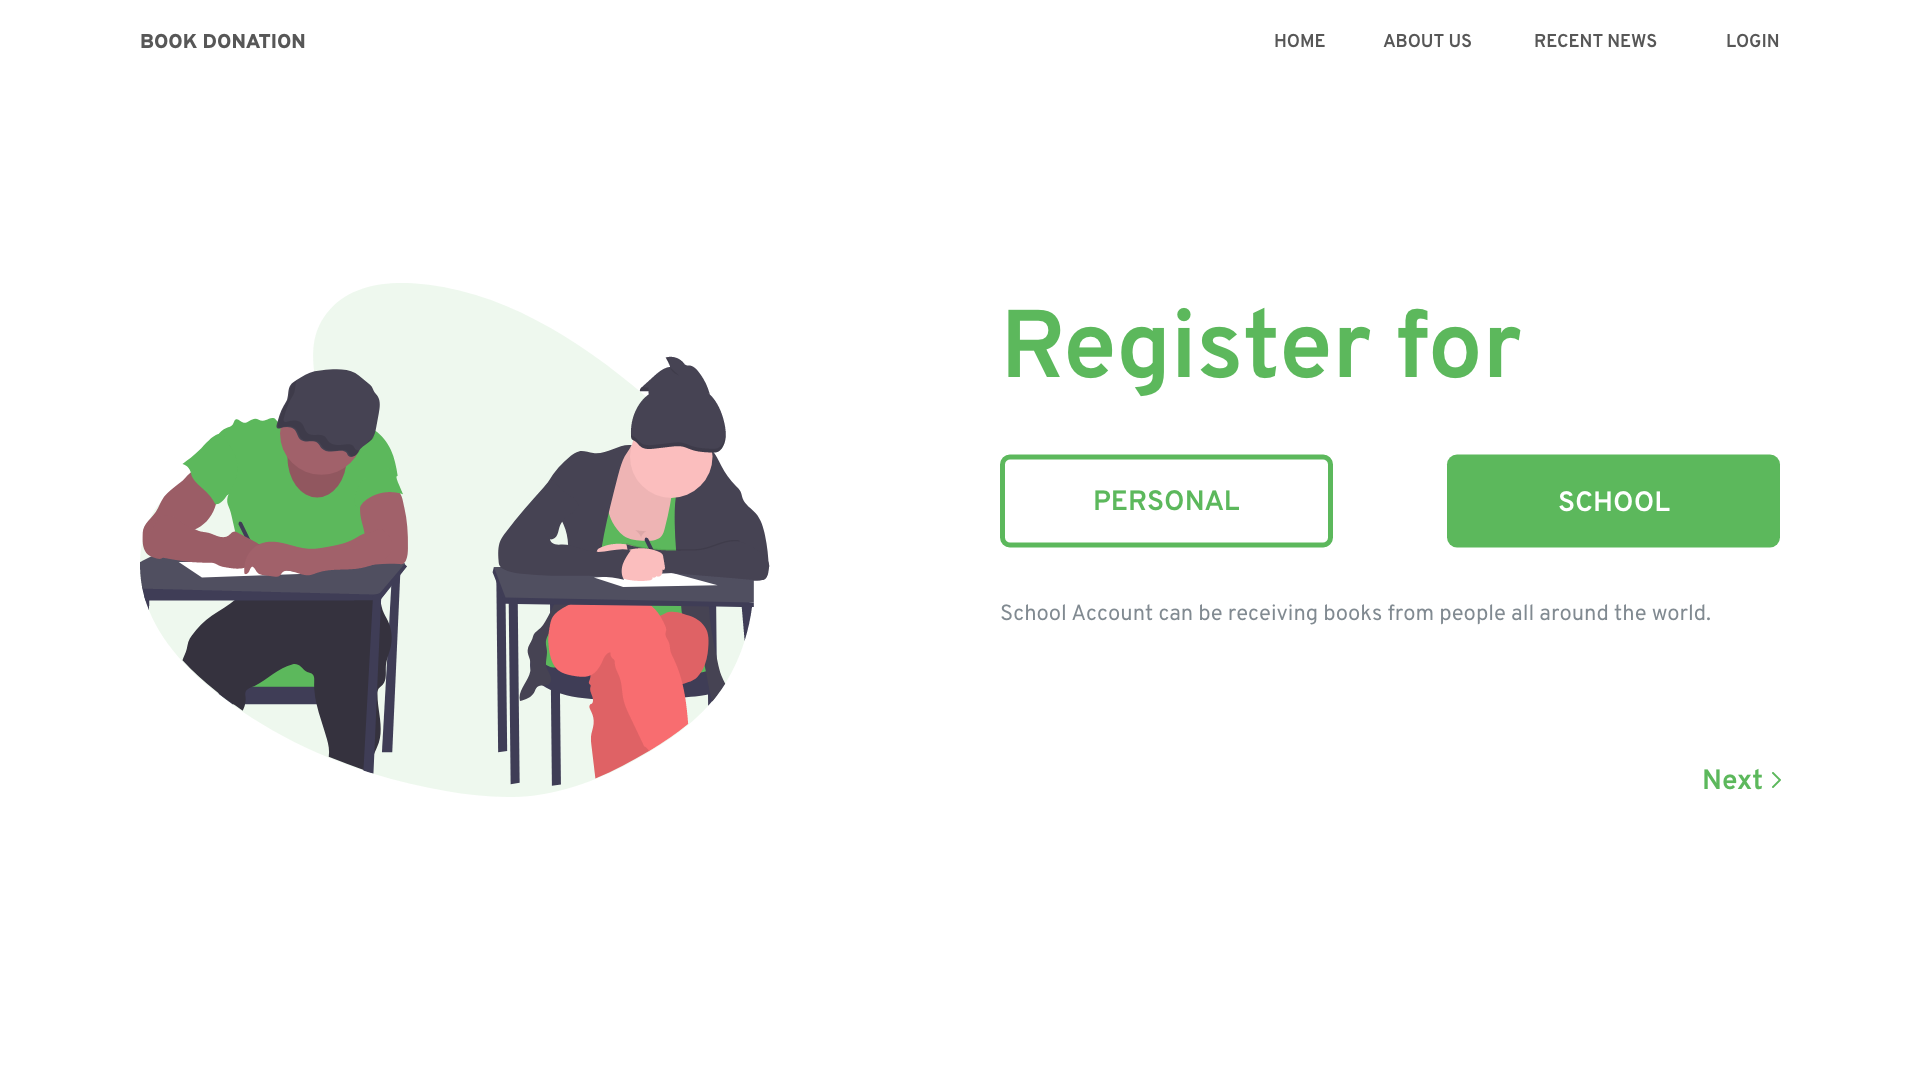 BOOK DONATION
HOME ABOUT US RECENT NEWS LOGIN
Register for
PERSONAL SCHOOL
School Account can be receiving books from people all around the world.
Next